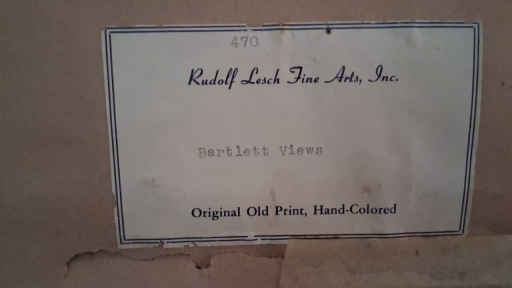 470
Rudolf Lesch Fine Arts, Inc.
Bartlett Views
Original Old Print, Hand-Colored